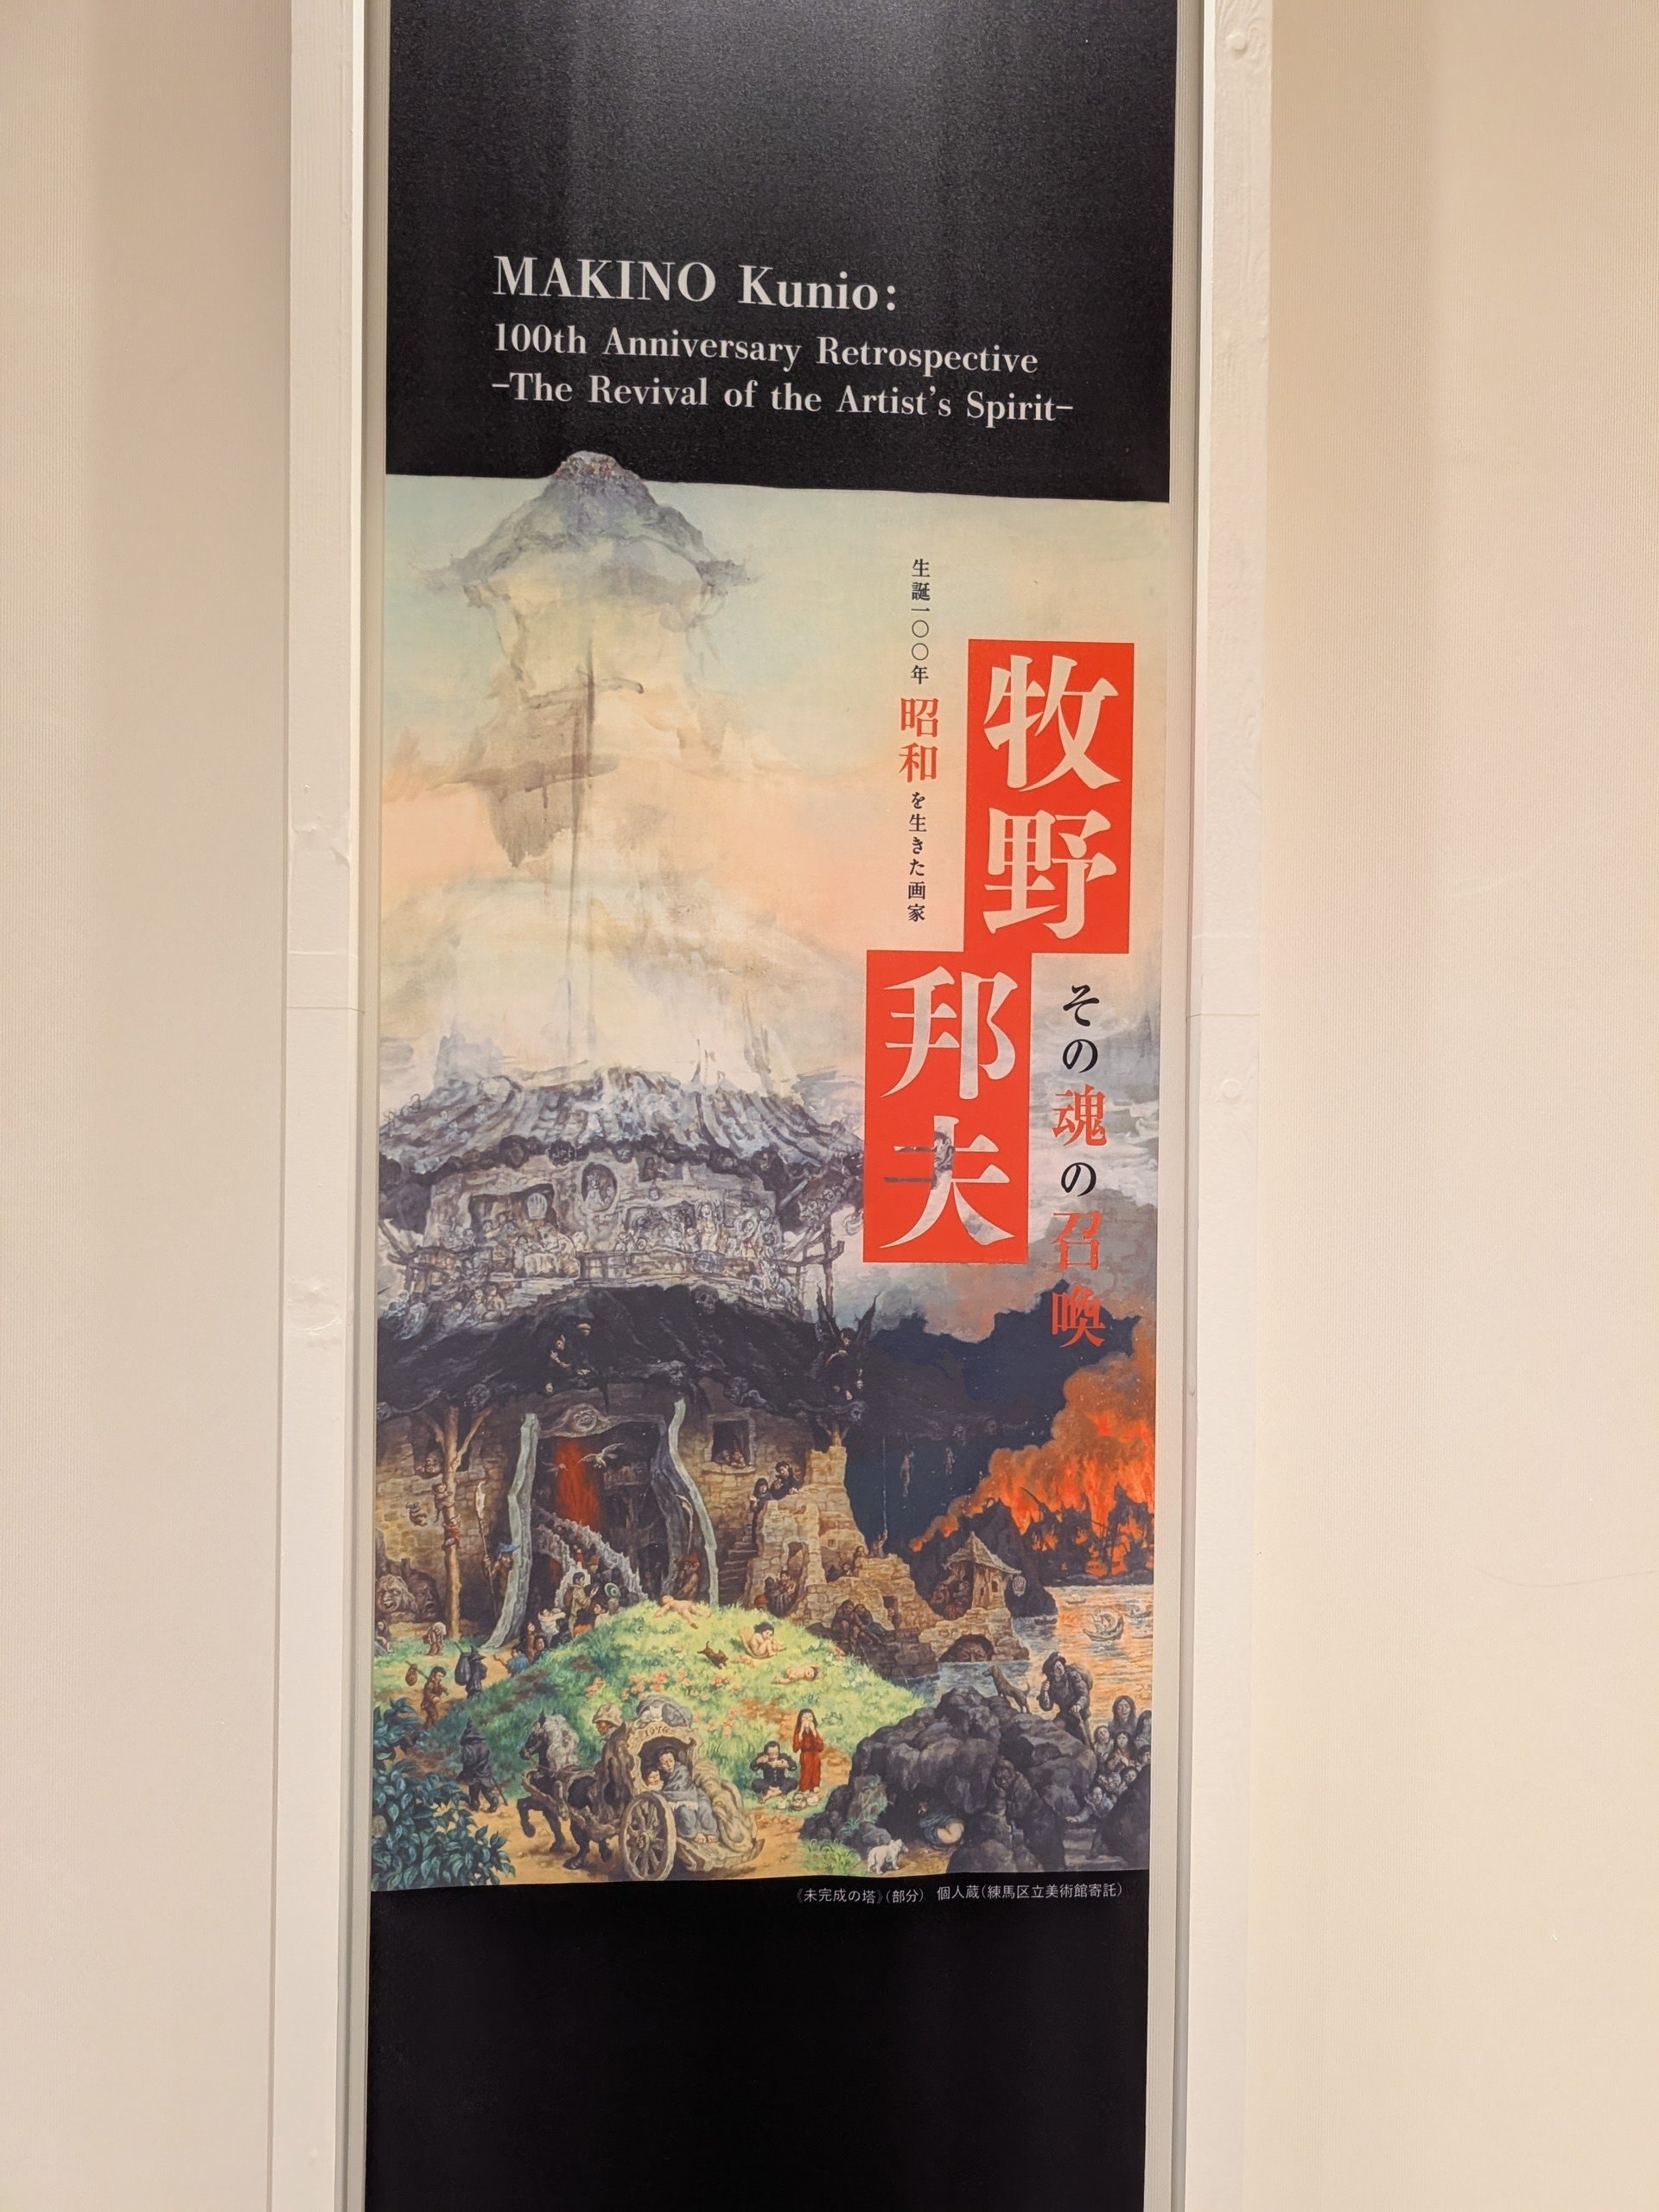 MAKINO Kunio:
100th Anniversary Retrospective
–The Revival of the Artist's Spirit–
生誕一〇〇年 昭和を生きた画家
牧野
邦夫
その魂の召喚
《未完成の塔》(部分) 個人蔵(練馬区立美術館寄託)